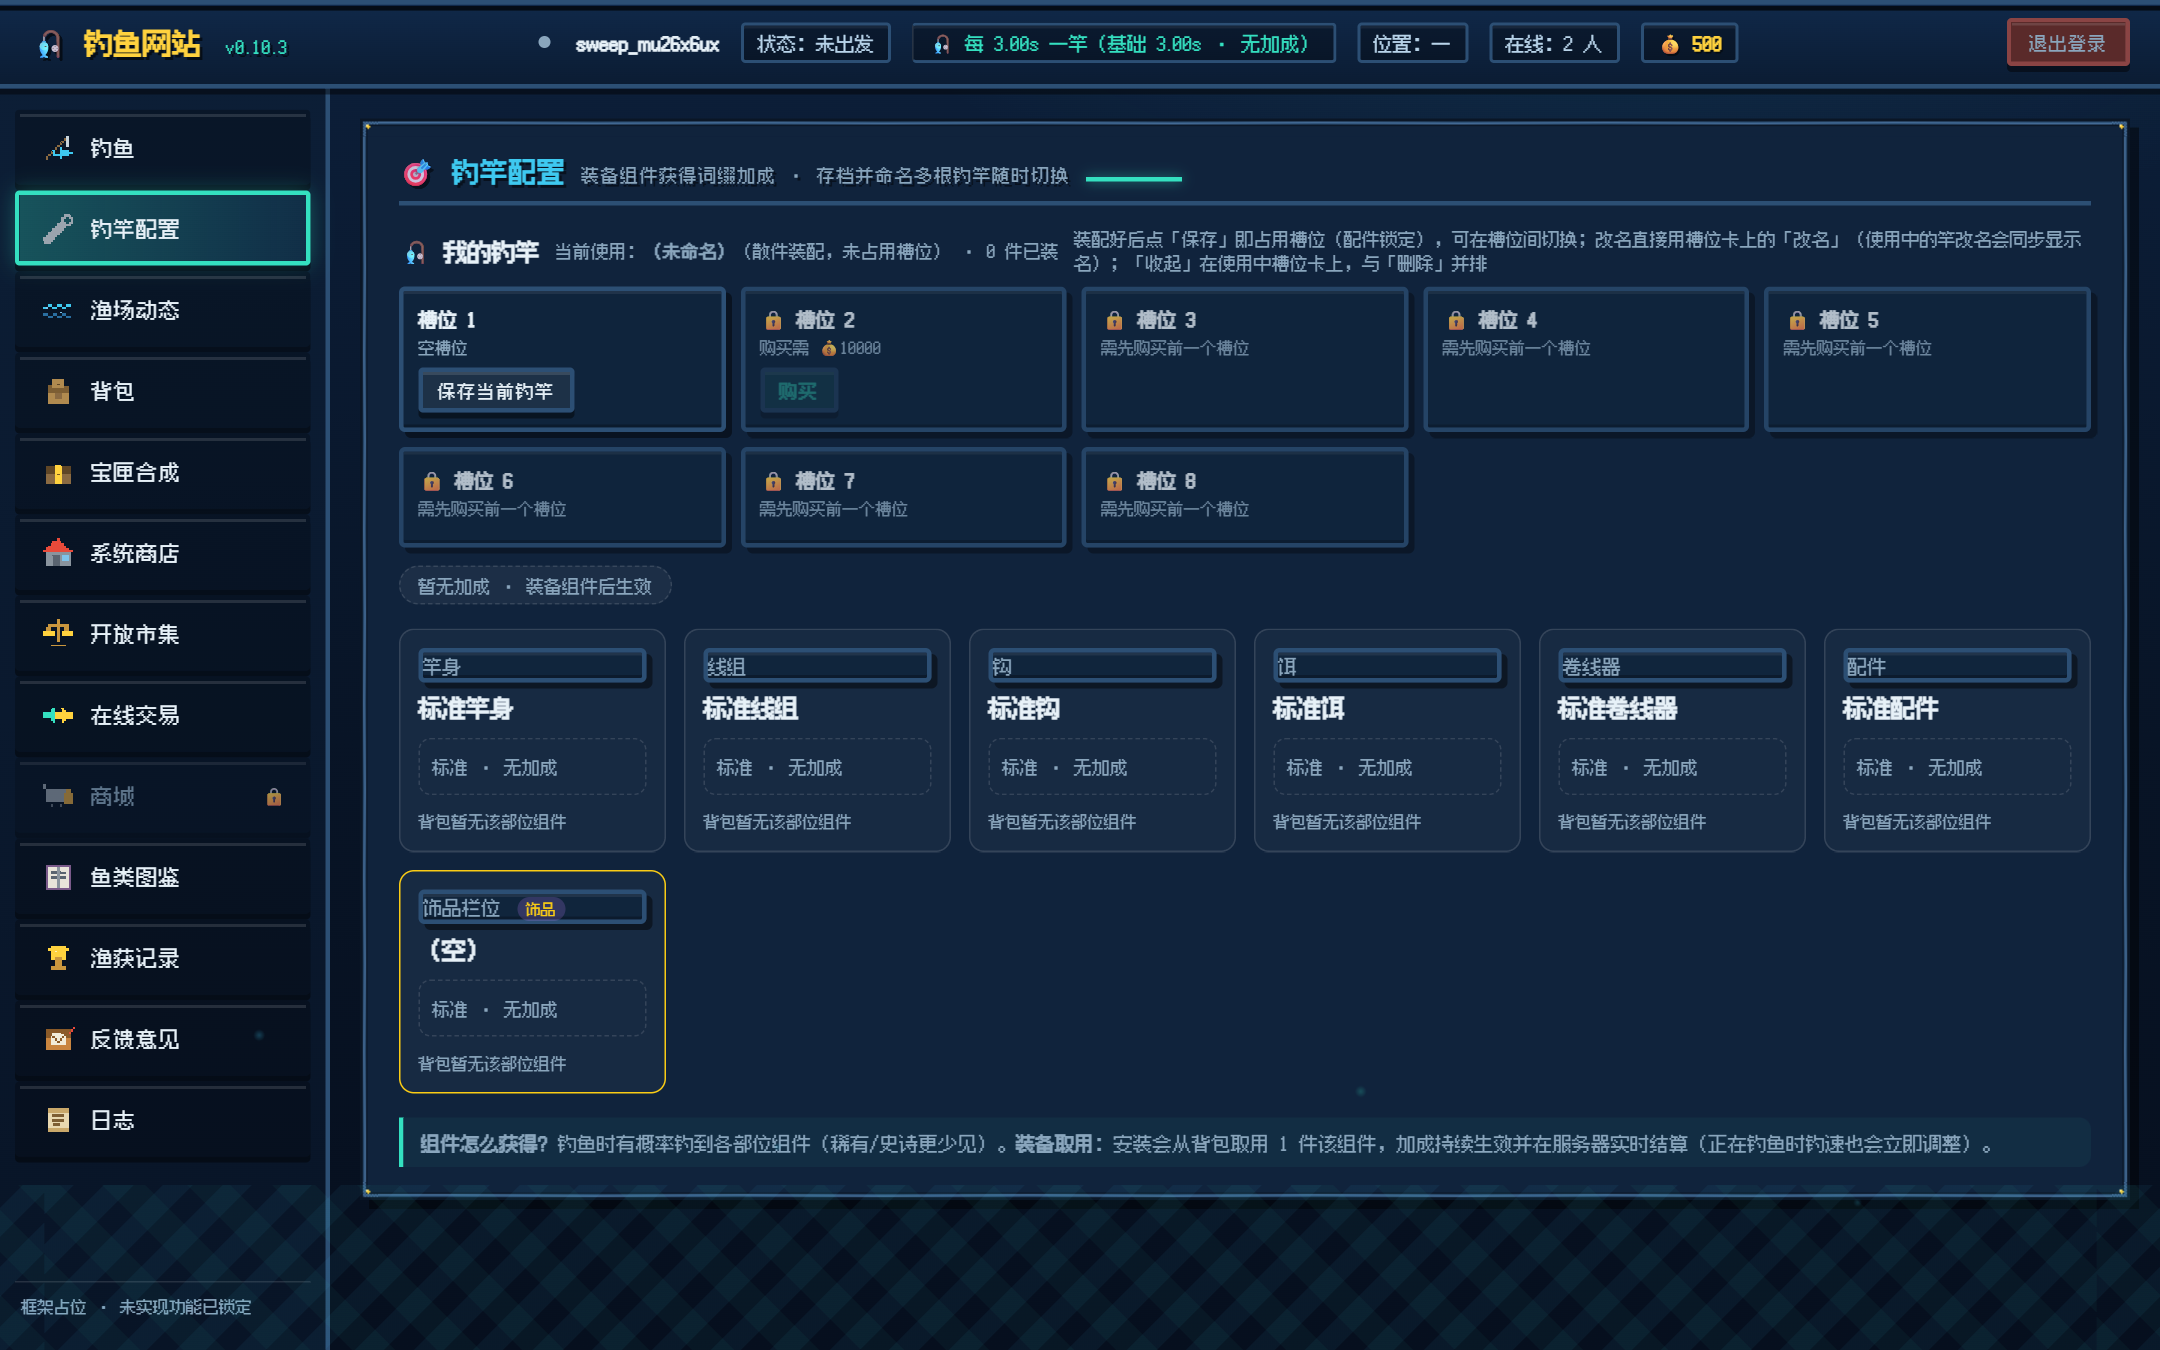 钓鱼网站 v0.10.3
sweep_mu26x6ux
状态: 未出发
每 3.00s 一竿 (基础 3.00s · 无加成)
位置: 一
在线: 2 人
500
退出登录
钓鱼
钓竿配置
渔场动态
背包
宝匣合成
系统商店
开放市集
在线交易
商城
鱼类图鉴
渔获记录
反馈意见
日志
框架占位 · 未实现功能已锁定
钓竿配置 装备组件获得词缀加成 · 存档并命名多根钓竿随时切换
我的钓竿 当前使用: (未命名) (散件装配, 未占用槽位) · 0 件已装
装配好后点「保存」即占用槽位 (配件锁定) , 可在槽位间切换; 改名直接用槽位卡上的「改名」 (使用中的竿改名会同步显示
名) ; 「收起」在使用中槽位卡上, 与「删除」并排
槽位 1
空槽位
保存当前钓竿
槽位 2
购买需 10000
购买
槽位 3
需先购买前一个槽位
槽位 4
需先购买前一个槽位
槽位 5
需先购买前一个槽位
槽位 6
需先购买前一个槽位
槽位 7
需先购买前一个槽位
槽位 8
需先购买前一个槽位
暂无加成 · 装备组件后生效
竿身
标准竿身
标准 · 无加成
背包暂无该部位组件
线组
标准线组
标准 · 无加成
背包暂无该部位组件
钩
标准钩
标准 · 无加成
背包暂无该部位组件
饵
标准饵
标准 · 无加成
背包暂无该部位组件
卷线器
标准卷线器
标准 · 无加成
背包暂无该部位组件
配件
标准配件
标准 · 无加成
背包暂无该部位组件
饰品栏位 饰品
(空)
标准 · 无加成
背包暂无该部位组件
组件怎么获得? 钓鱼时有概率钓到各部位组件 (稀有/史诗更少见) 。装备取用: 安装会从背包取用 1 件该组件, 加成持续生效并在服务器实时结算 (正在钓鱼时钓速也会立即调整) 。